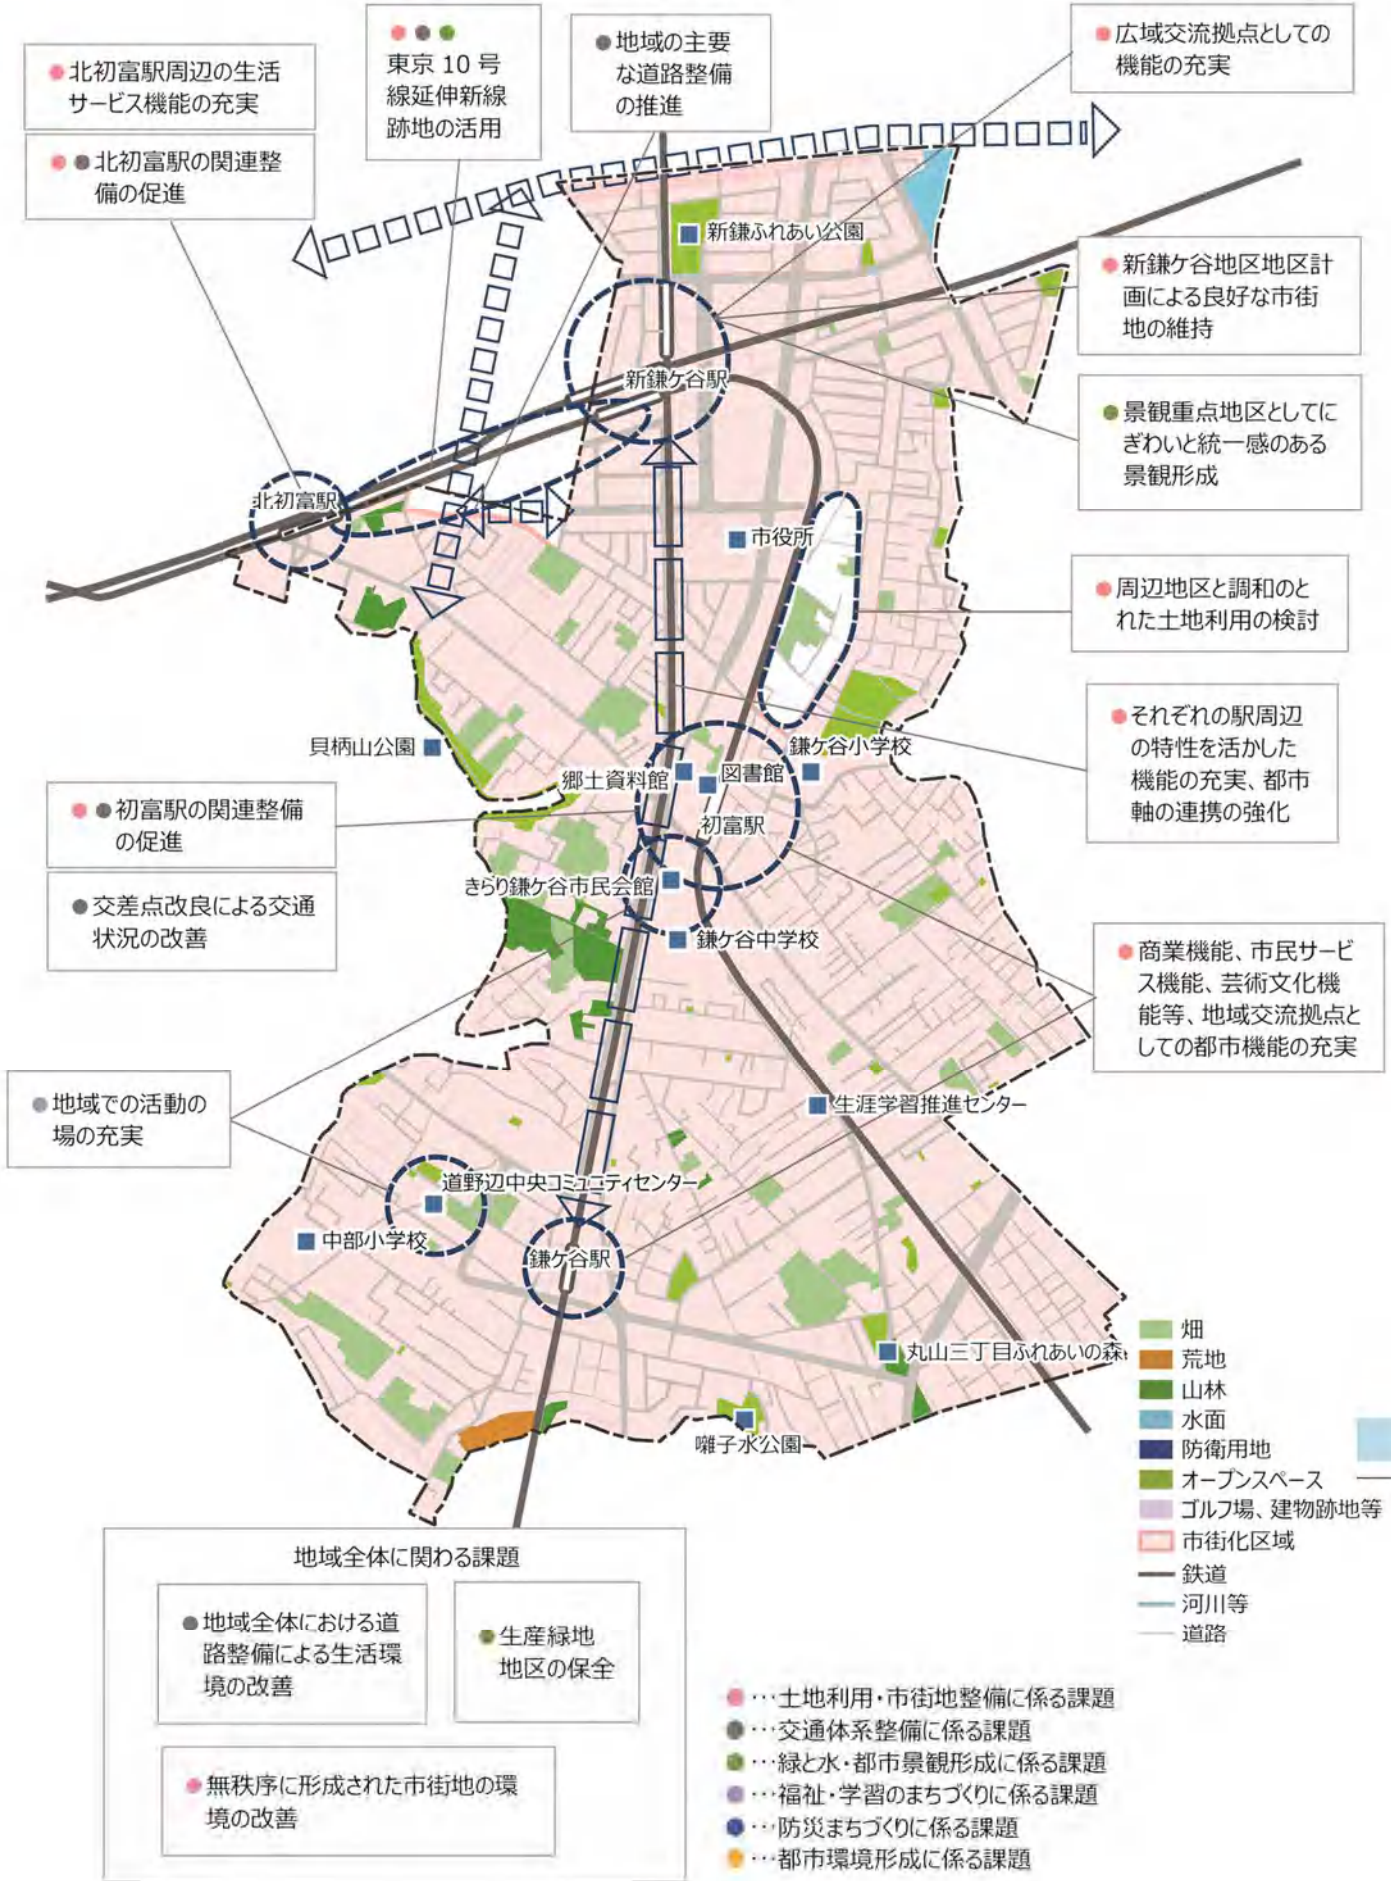 ●北初富駅周辺の生活
サービス機能の充実
●●北初富駅の関連整
備の促進
●●●
東京 10 号
線延伸新線
跡地の活用
●地域の主要
な道路整備
の推進
●広域交流拠点としての
機能の充実
新鎌ふれあい公園
●新鎌ケ谷地区地区計
画による良好な市街
地の維持
新鎌ケ谷駅
●景観重点地区としてに
ぎわいと統一感のある
景観形成
北初富駅
市役所
●周辺地区と調和のと
れた土地利用の検討
●それぞれの駅周辺
の特性を活かした
機能の充実、都市
軸の連携の強化
貝柄山公園
鎌ケ谷小学校
郷土資料館
図書館
初富駅
●●初富駅の関連整備
の促進
●交差点改良による交通
状況の改善
きらり鎌ケ谷市民会館
鎌ケ谷中学校
●商業機能、市民サービ
ス機能、芸術文化機
能等、地域交流拠点と
しての都市機能の充実
●地域での活動の
場の充実
生涯学習推進センター
道野辺中央コミュニティセンター
中部小学校
鎌ケ谷駅
丸山三丁目ふれあいの森
囃子水公園
畑
荒地
山林
水面
防衛用地
オープンスペース
ゴルフ場、建物跡地等
市街化区域
鉄道
河川等
道路
地域全体に関わる課題
●地域全体における道
路整備による生活環
境の改善
●生産緑地
地区の保全
●無秩序に形成された市街地の環
境の改善
●…土地利用・市街地整備に係る課題
●…交通体系整備に係る課題
●…緑と水・都市景観形成に係る課題
●…福祉・学習のまちづくりに係る課題
●…防災まちづくりに係る課題
●…都市環境形成に係る課題